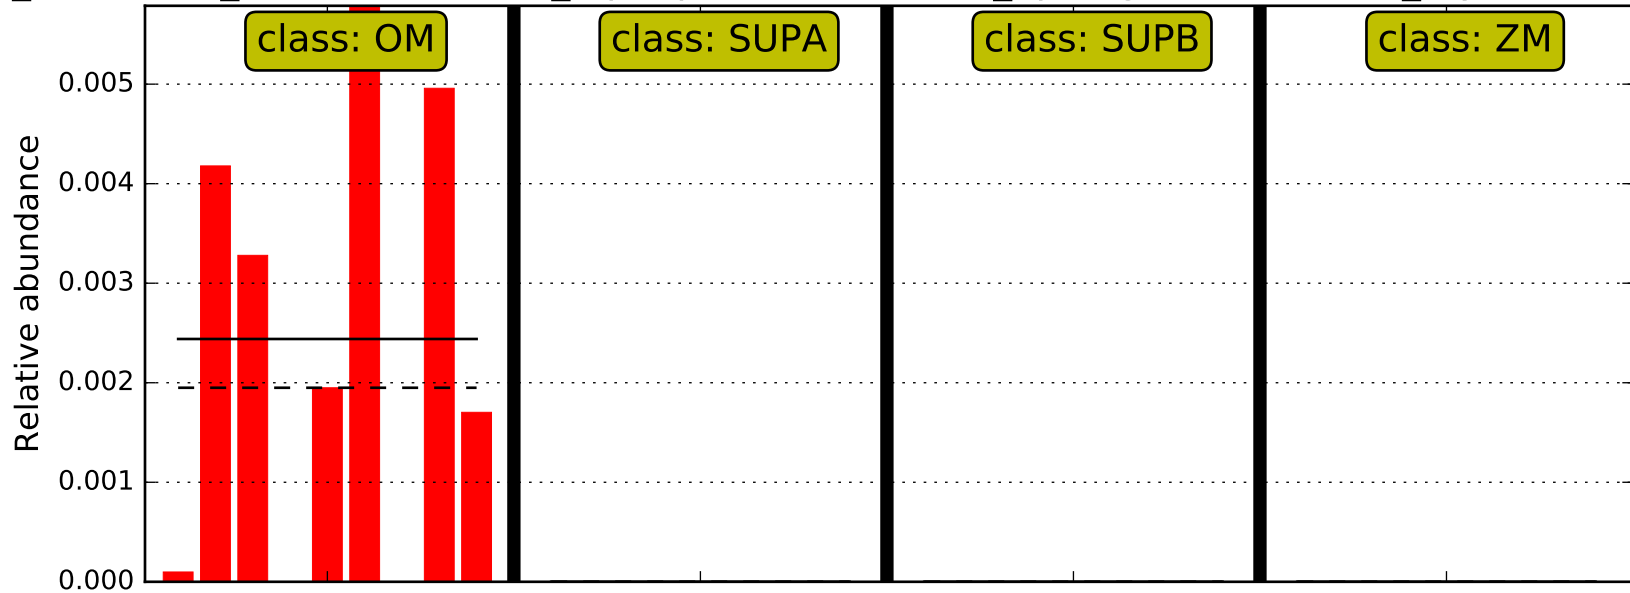 class: OM
class: SUPA
class: SUPB
class: ZM
Relative abundance
0.005
0.004
0.003
0.002
0.001
0.000